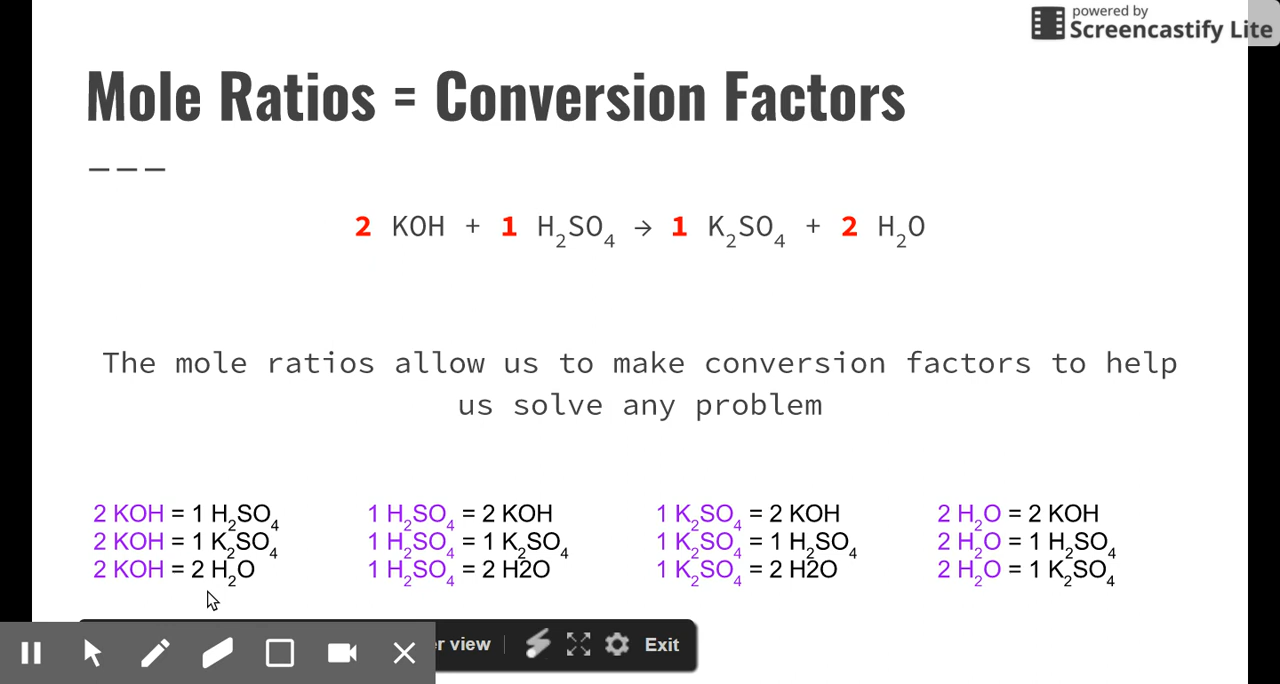 powered by
Screencastify Lite
Mole Ratios = Conversion Factors
2 KOH + 1 H₂SO₄ → 1 K₂SO₄ + 2 H₂O
The mole ratios allow us to make conversion factors to help
us solve any problem
2 KOH = 1 H₂SO₄
2 KOH = 1 K₂SO₄
2 KOH = 2 H₂O
1 H₂SO₄ = 2 KOH
1 H₂SO₄ = 1 K₂SO₄
1 H₂SO₄ = 2 H2O
1 K₂SO₄ = 2 KOH
1 K₂SO₄ = 1 H₂SO₄
1 K₂SO₄ = 2 H2O
2 H₂O = 2 KOH
2 H₂O = 1 H₂SO₄
2 H₂O = 1 K₂SO₄
view Exit